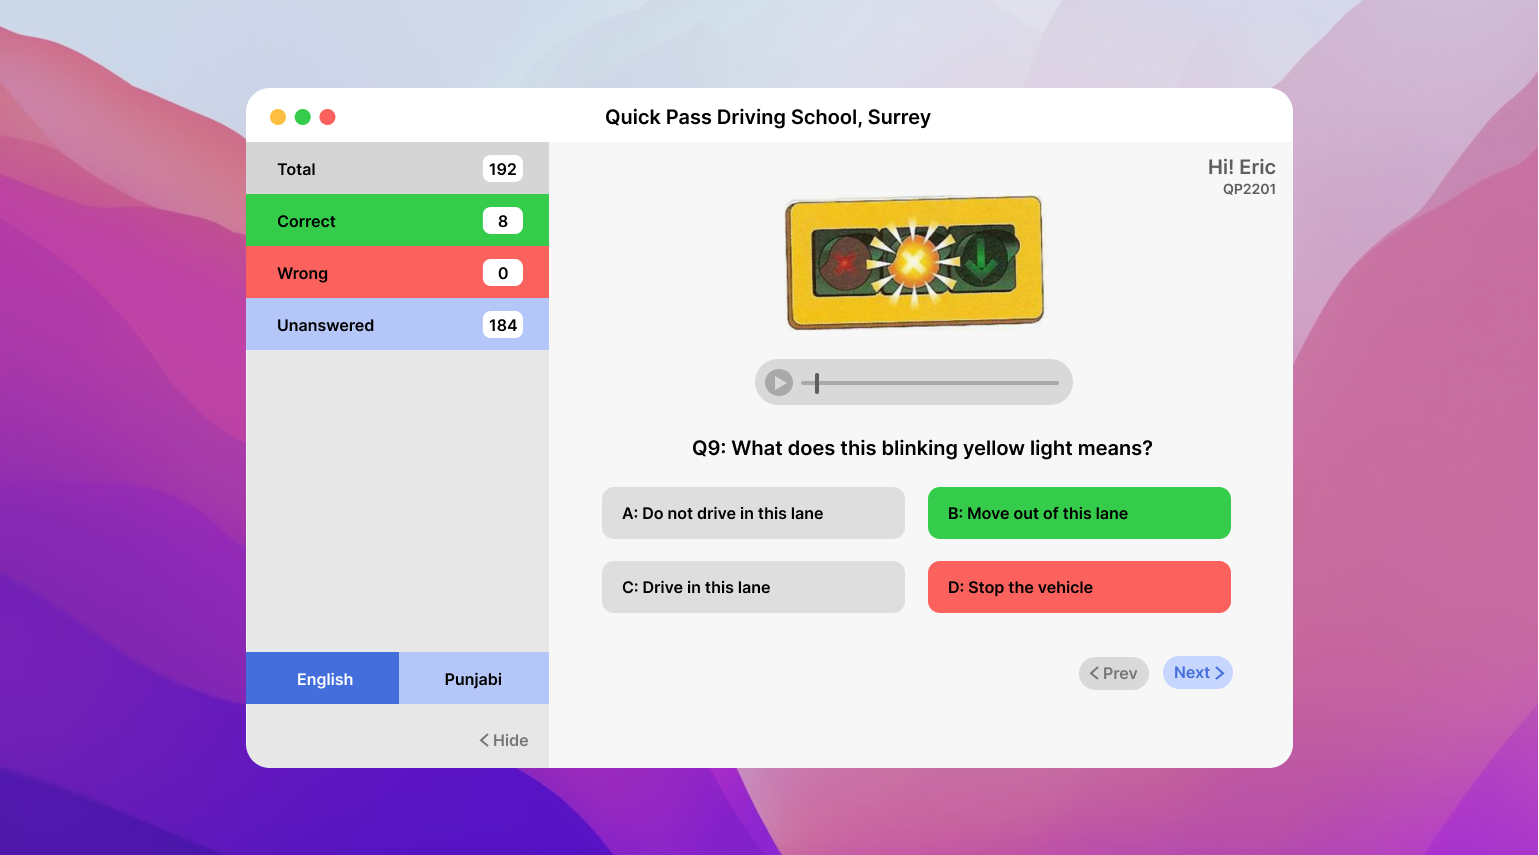 Quick Pass Driving School, Surrey
Total 192
Correct 8
Wrong 0
Unanswered 184
English Punjabi
Hide
Hi! Eric
QP2201
Q9: What does this blinking yellow light means?
A: Do not drive in this lane
B: Move out of this lane
C: Drive in this lane
D: Stop the vehicle
Prev Next